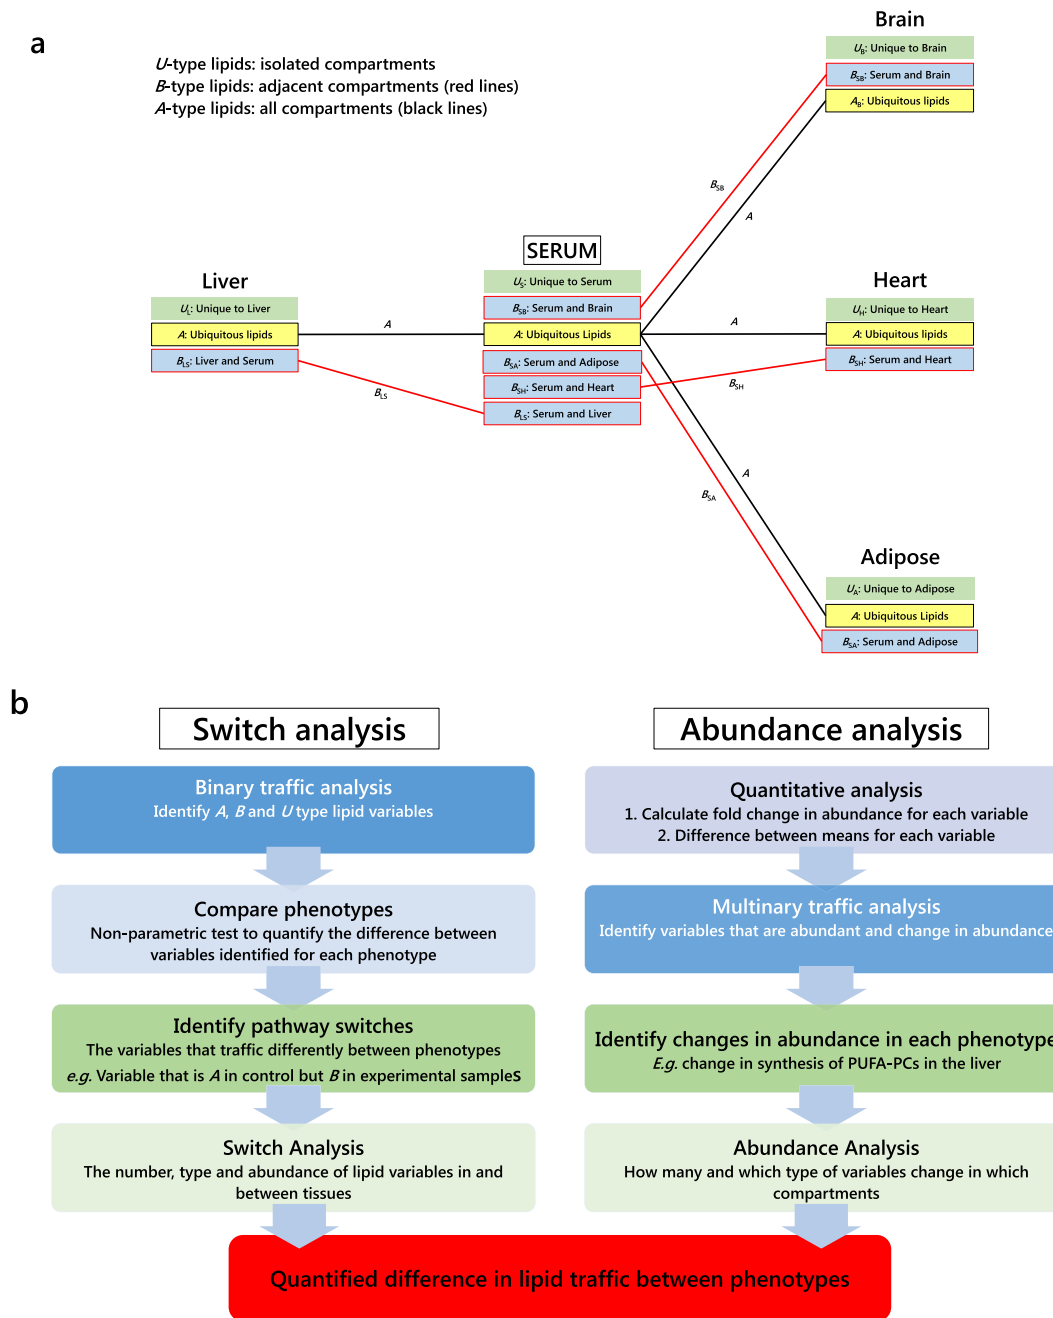 a
U-type lipids: isolated compartments
B-type lipids: adjacent compartments (red lines)
A-type lipids: all compartments (black lines)
Brain
UB: Unique to Brain
BSB: Serum and Brain
AB: Ubiquitous lipids
BSB
A
Liver
UL: Unique to Liver
A: Ubiquitous lipids
BLS: Liver and Serum
A
BLS
SERUM
US: Unique to Serum
BSB: Serum and Brain
A: Ubiquitous Lipids
BSA: Serum and Adipose
BSH: Serum and Heart
BLS: Serum and Liver
A
BSH
Heart
UH: Unique to Heart
A: Ubiquitous lipids
BSH: Serum and Heart
A
BSA
Adipose
UA: Unique to Adipose
A: Ubiquitous Lipids
BSA: Serum and Adipose
b
Switch analysis
Binary traffic analysis
Identify A, B and U type lipid variables
Compare phenotypes
Non-parametric test to quantify the difference between
variables identified for each phenotype
Identify pathway switches
The variables that traffic differently between phenotypes
e.g. Variable that is A in control but B in experimental samples
Switch Analysis
The number, type and abundance of lipid variables in and
between tissues
Abundance analysis
Quantitative analysis
1. Calculate fold change in abundance for each variable
2. Difference between means for each variable
Multinary traffic analysis
Identify variables that are abundant and change in abundance
Identify changes in abundance in each phenotype
E.g. change in synthesis of PUFA-PCs in the liver
Abundance Analysis
How many and which type of variables change in which
compartments
Quantified difference in lipid traffic between phenotypes